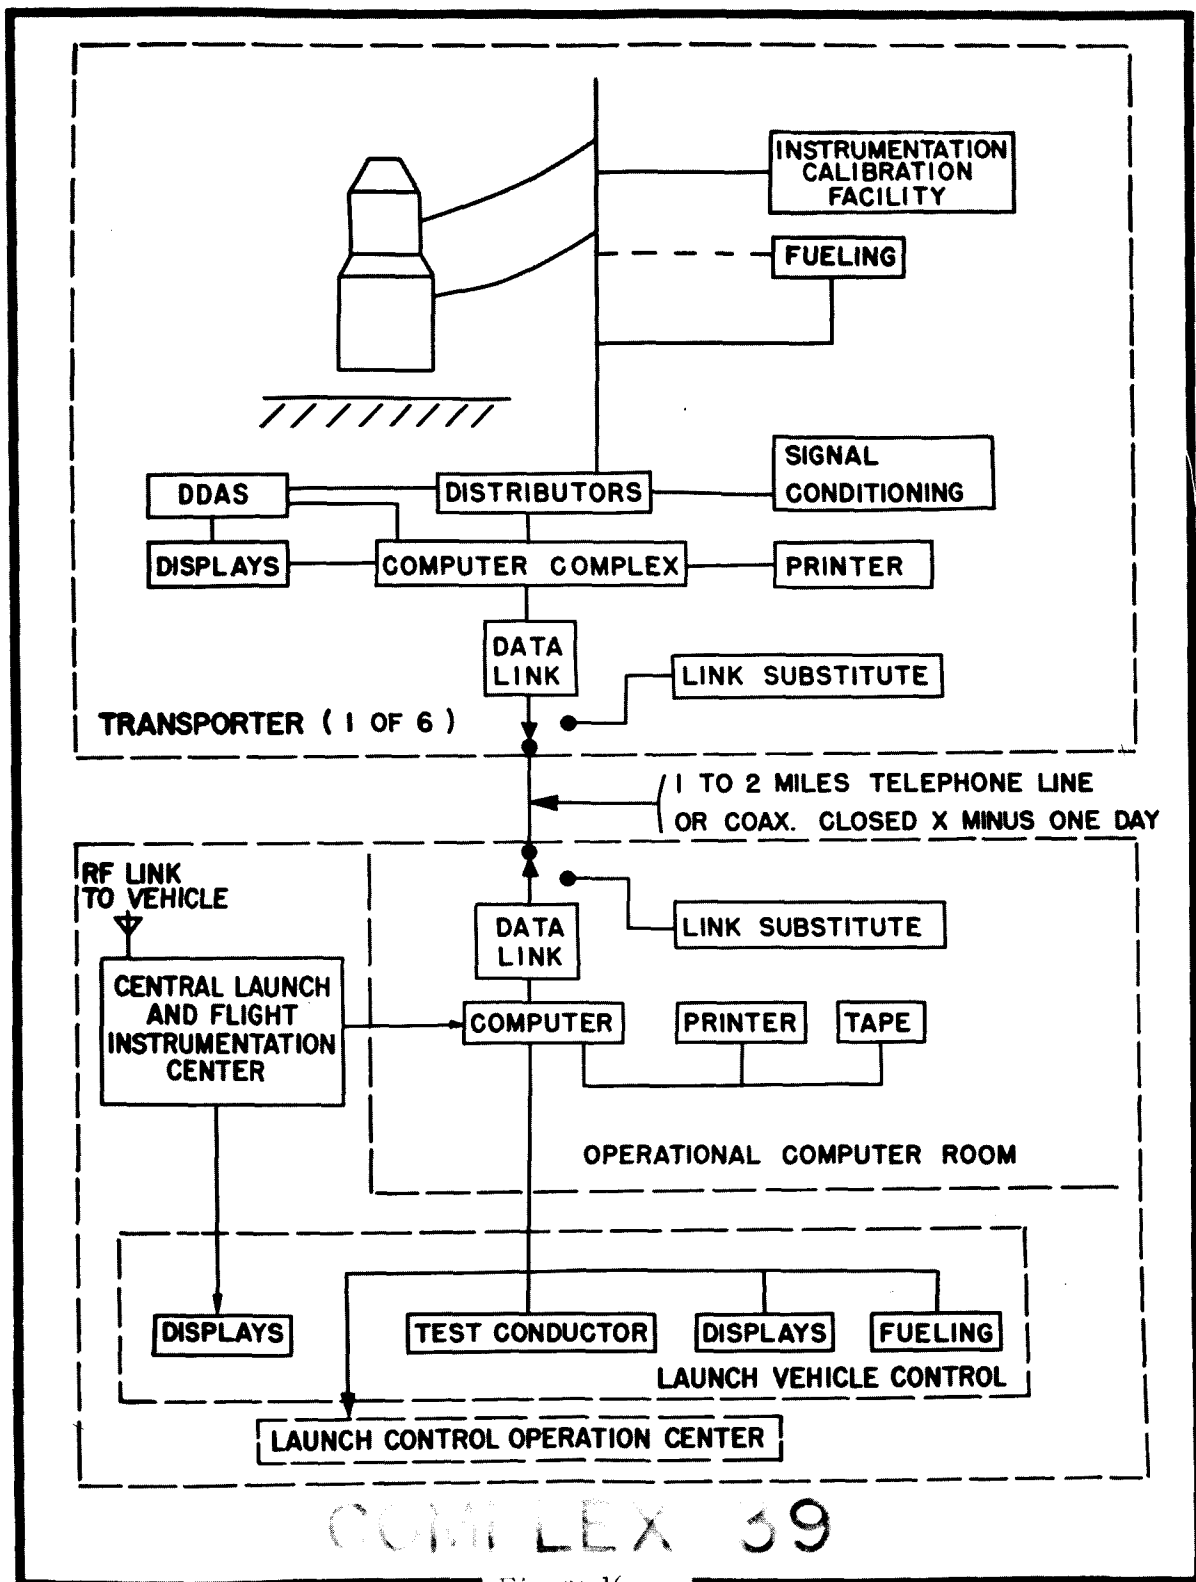 INSTRUMENTATION
CALIBRATION
FACILITY
FUELING
SIGNAL
CONDITIONING
DDAS
DISTRIBUTORS
DISPLAYS
COMPUTER COMPLEX
PRINTER
DATA
LINK
LINK SUBSTITUTE
TRANSPORTER ( 1 OF 6 )
1 TO 2 MILES TELEPHONE LINE
OR COAX. CLOSED X MINUS ONE DAY
RF LINK
TO VEHICLE
DATA
LINK
LINK SUBSTITUTE
CENTRAL LAUNCH
AND FLIGHT
INSTRUMENTATION
CENTER
COMPUTER
PRINTER
TAPE
OPERATIONAL COMPUTER ROOM
DISPLAYS
TEST CONDUCTOR
DISPLAYS
FUELING
LAUNCH VEHICLE CONTROL
LAUNCH CONTROL OPERATION CENTER
COMPLEX 39